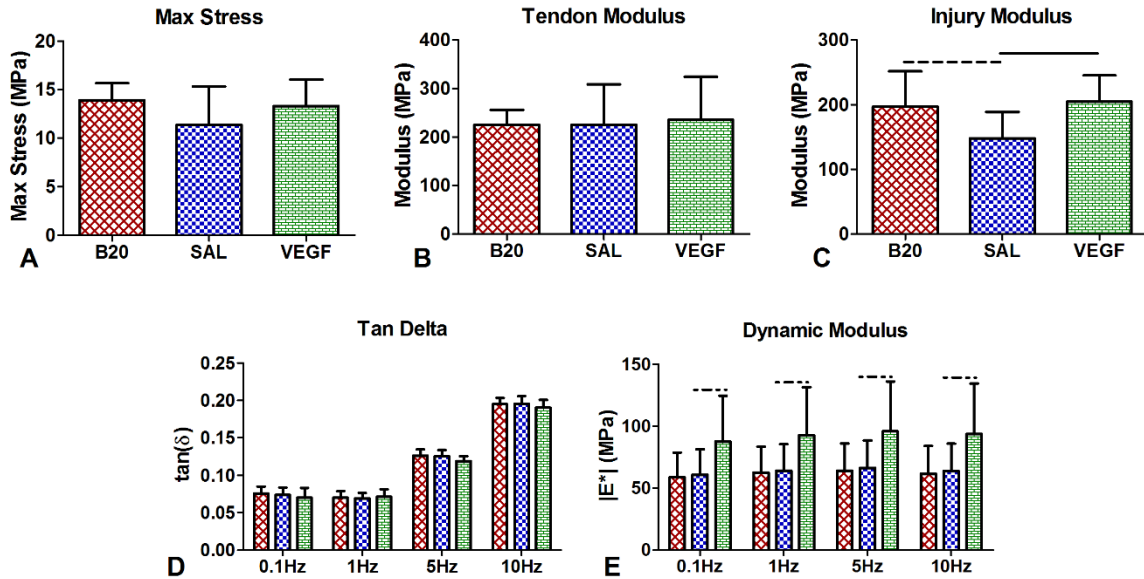 Max Stress
Max Stress (MPa)
20
15
10
5
0
B20 SAL VEGF
A
Tendon Modulus
Modulus (MPa)
400
300
200
100
0
B20 SAL VEGF
B
Injury Modulus
Modulus (MPa)
300
200
100
0
B20 SAL VEGF
C
Tan Delta
tan(δ)
0.25
0.20
0.15
0.10
0.05
0.00
0.1Hz 1Hz 5Hz 10Hz
D
Dynamic Modulus
|E*| (MPa)
150
100
50
0
0.1Hz 1Hz 5Hz 10Hz
E